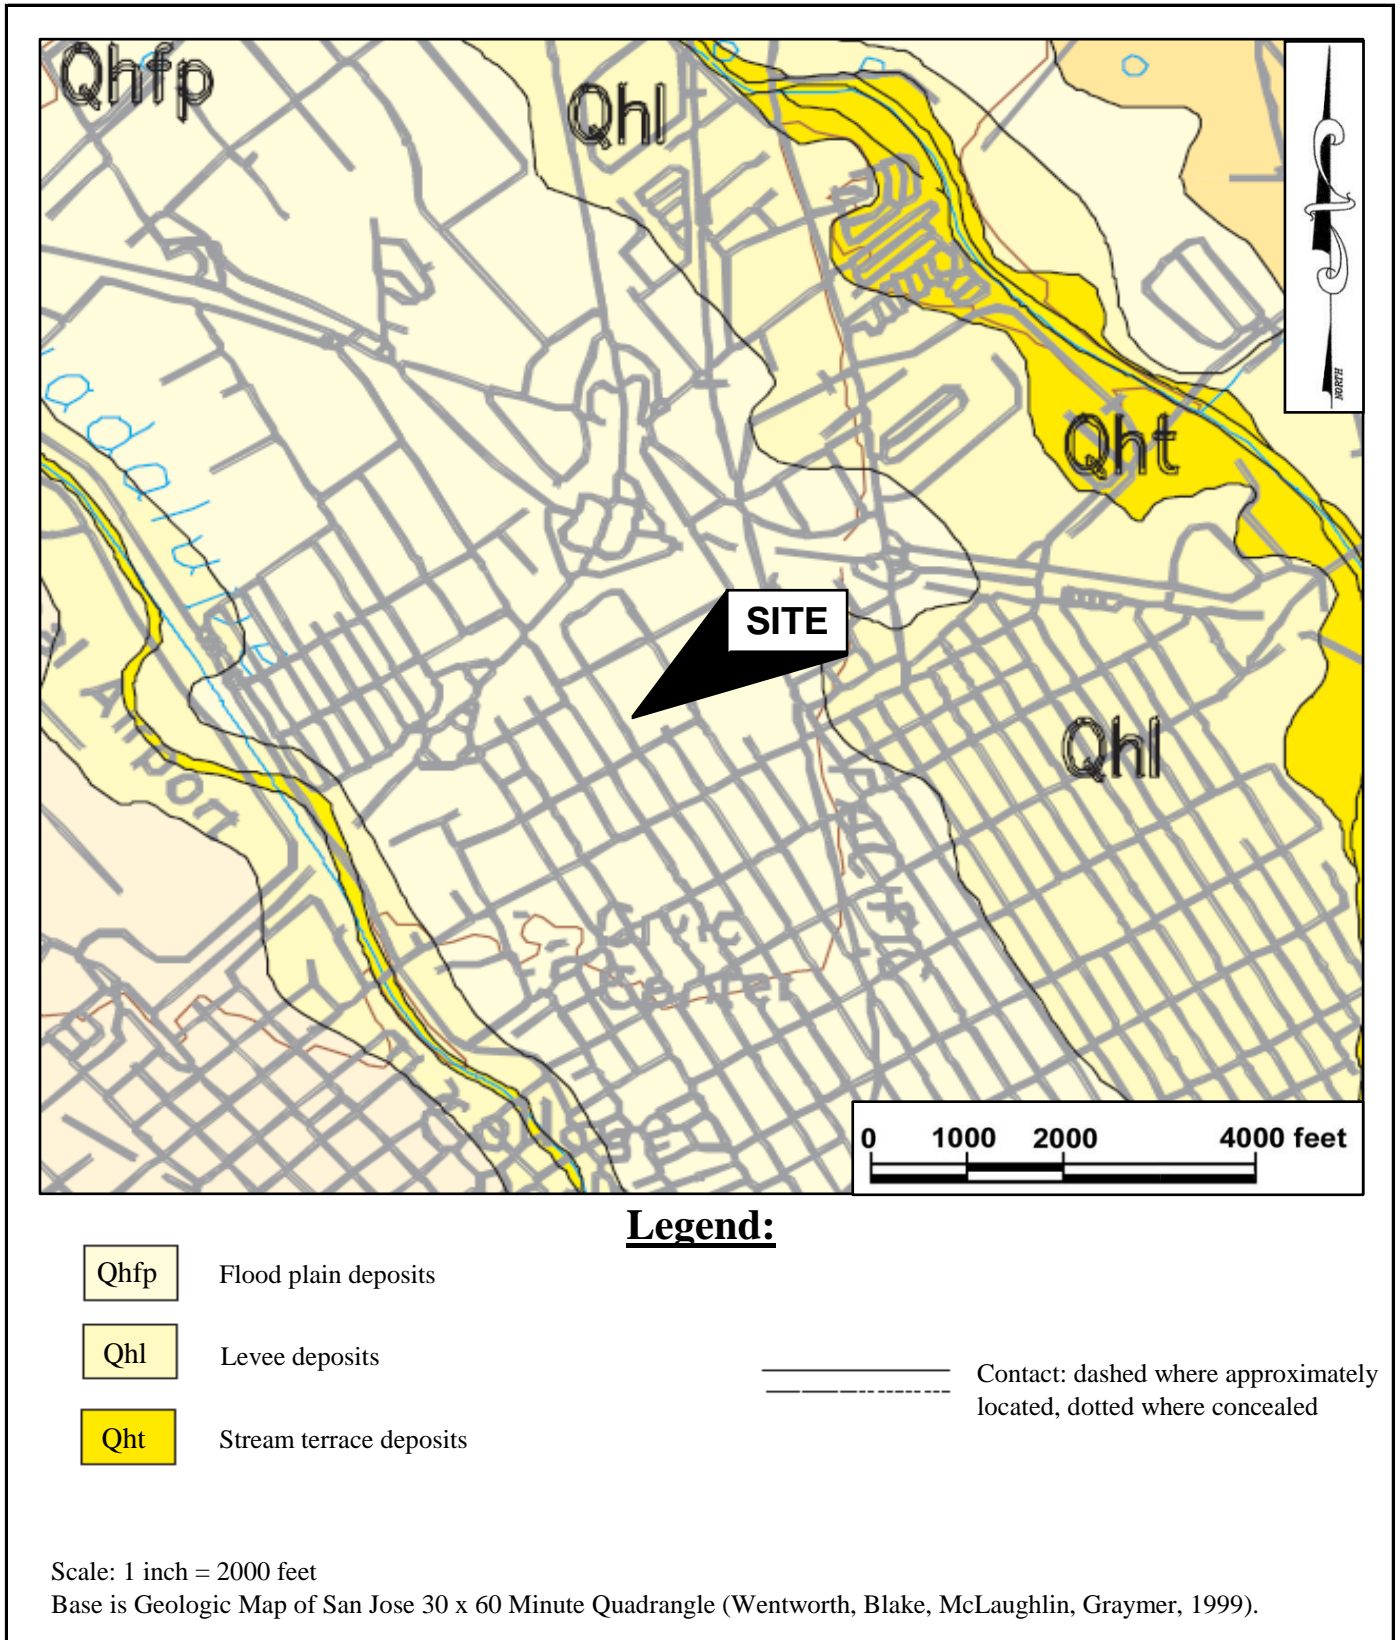 Qhfp
Qhl
NORTH
Qht
SITE
Airport
Qhl
Civic
Center
College
0 1000 2000 4000 feet
Legend:
Qhfp Flood plain deposits
Qhl Levee deposits
Qht Stream terrace deposits
Contact: dashed where approximately
located, dotted where concealed
Scale: 1 inch = 2000 feet
Base is Geologic Map of San Jose 30 x 60 Minute Quadrangle (Wentworth, Blake, McLaughlin, Graymer, 1999).